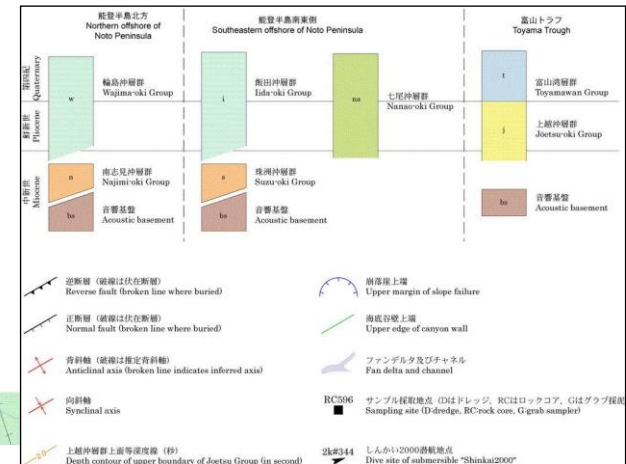 能登半島北方
Northern offshore of
Noto Peninsula
能登半島南東側
Southeastern offshore of Noto Peninsula
富山トラフ
Toyama Trough
第四紀
Quaternary
鮮新世
Pliocene
中新世
Miocene
w
輪島沖層群
Wajima-oki Group
n
南志見沖層群
Najimi-oki Group
bs
音響基盤
Acoustic basement
i
飯田沖層群
Iida-oki Group
s
珠洲沖層群
Suzu-oki Group
bs
音響基盤
Acoustic basement
na
七尾沖層群
Nanao-oki Group
t
富山湾層群
Toyamawan Group
j
上越沖層群
Joetsu-oki Group
bs
音響基盤
Acoustic basement
逆断層(破線は伏在断層)
Reverse fault (broken line where buried)
正断層(破線は伏在断層)
Normal fault (broken line where buried)
背斜軸(破線は推定背斜軸)
Anticlinal axis (broken line indicates inferred axis)
向斜軸
Synclinal axis
2.0
上越沖層群上面等深度線(秒)
Depth contour of upper boundary of Joetsu Group (in second)
崩落崖上端
Upper margin of slope failure
海底谷壁上端
Upper edge of canyon wall
ファンデルタ及びチャネル
Fan delta and channel
RC596
サンプル採取地点(Dはドレッジ、RCはロックコア、Gはグラブ採泥
Sampling site (D:dredge, RC:rock core, G:grab sampler)
2k#344
しんかい2000潜航地点
Dive site of submersible "Shinkai2000"